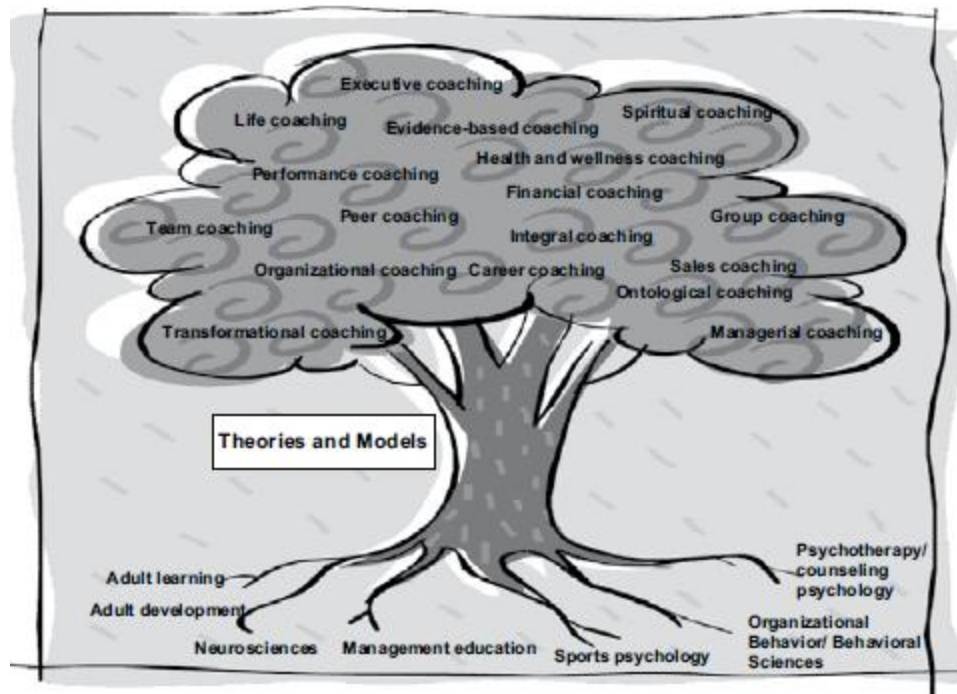 Executive coaching
Life coaching
Spiritual coaching
Evidence-based coaching
Health and wellness coaching
Performance coaching
Financial coaching
Team coaching
Peer coaching
Group coaching
Integral coaching
Organizational coaching
Career coaching
Sales coaching
Ontological coaching
Transformational coaching
Managerial coaching
Theories and Models
Psychotherapy/
counseling
psychology
Adult learning
Adult development
Neurosciences
Management education
Sports psychology
Organizational
Behavior/ Behavioral
Sciences